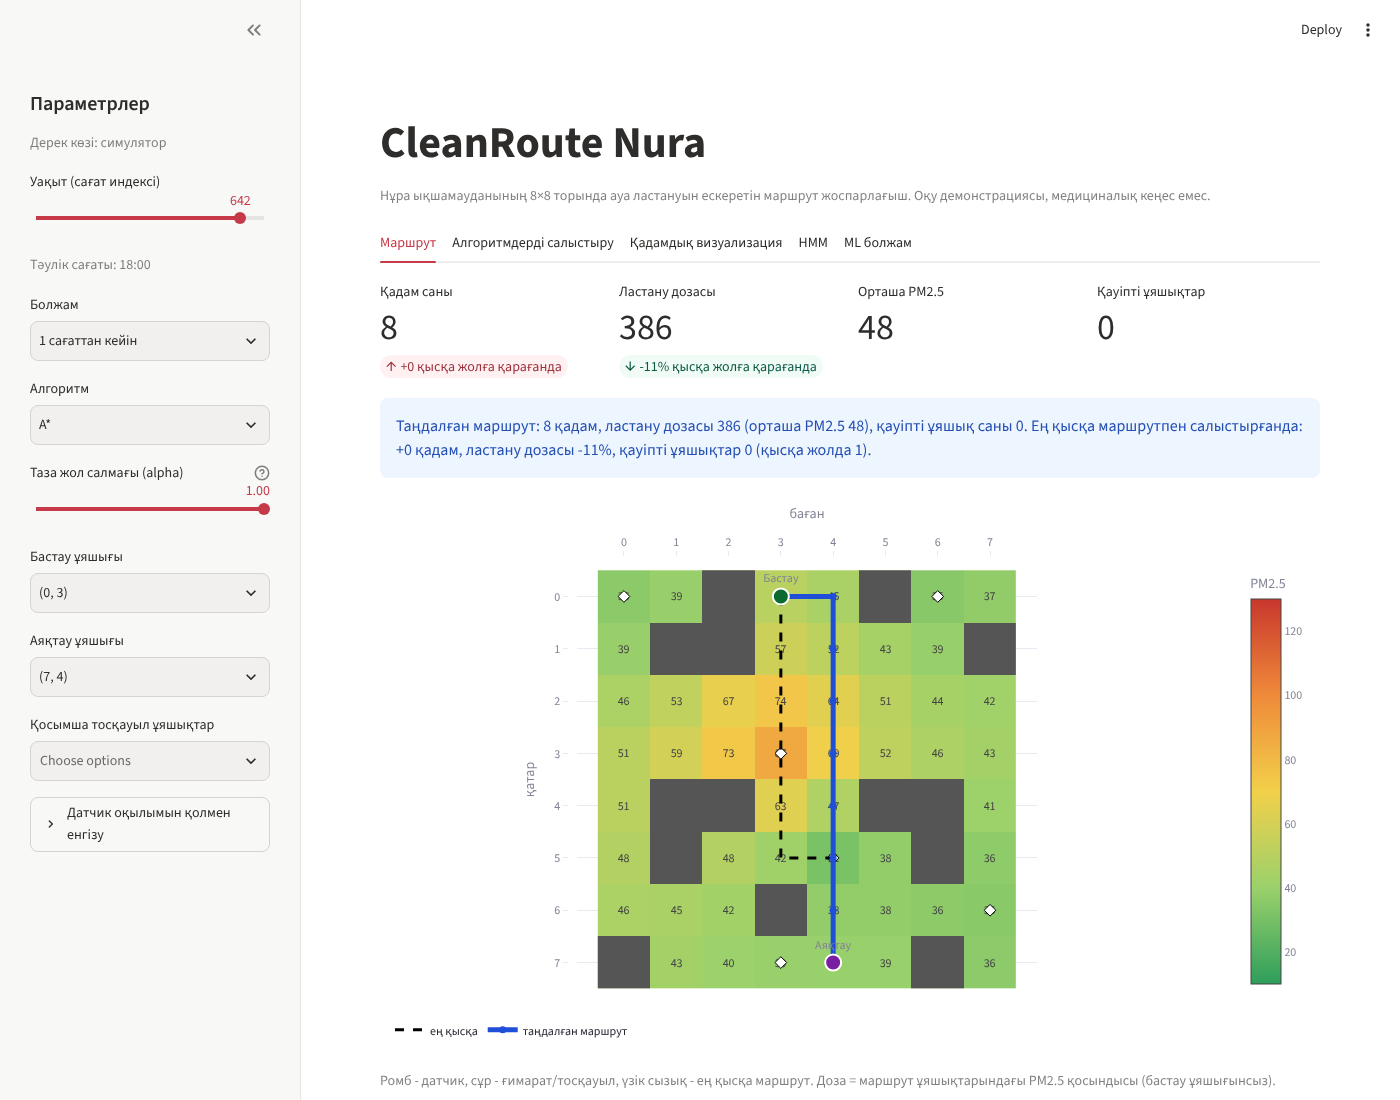 Deploy
Параметрлер
Дерек көзі: симулятор
Уақыт (сағат индексі)
642
Тәулік сағаты: 18:00
Болжам
1 сағаттан кейін
Алгоритм
A*
Таза жол салмағы (alpha)
1.00
Бастау ұяшығы
(0, 3)
Аяқтау ұяшығы
(7, 4)
Қосымша тосқауыл ұяшықтар
Choose options
Датчик оқылымын қолмен
енгізу
CleanRoute Nura
Нұра ықшамауданының 8×8 торында ауа ластануын ескеретін маршрут жоспарлағыш. Оқу демонстрациясы, медициналық кеңес емес.
Маршрут Алгоритмдерді салыстыру Қадамдық визуализация HMM ML болжам
Қадам саны Ластану дозасы Орташа PM2.5 Қауіпті ұяшықтар
8 386 48 0
↑ +0 қысқа жолға қарағанда ↓ -11% қысқа жолға қарағанда
Таңдалған маршрут: 8 қадам, ластану дозасы 386 (орташа PM2.5 48), қауіпті ұяшық саны 0. Ең қысқа маршрутпен салыстырғанда:
+0 қадам, ластану дозасы -11%, қауіпті ұяшықтар 0 (қысқа жолда 1).
баған
0 1 2 3 4 5 6 7
қатар
Бастау
0 39 37
1 39 57 43 39
2 46 53 67 74 51 44 42
3 51 59 73 52 46 43
4 51 63 41
5 48 48 42 38 36
6 46 45 42 38 36
Аяқтау
7 43 40 39 36
PM2.5
120
100
80
60
40
20
ең қысқа таңдалған маршрут
Ромб - датчик, сұр - ғимарат/тосқауыл, үзік сызық - ең қысқа маршрут. Доза = маршрут ұяшықтарындағы PM2.5 қосындысы (бастау ұяшығынсыз).